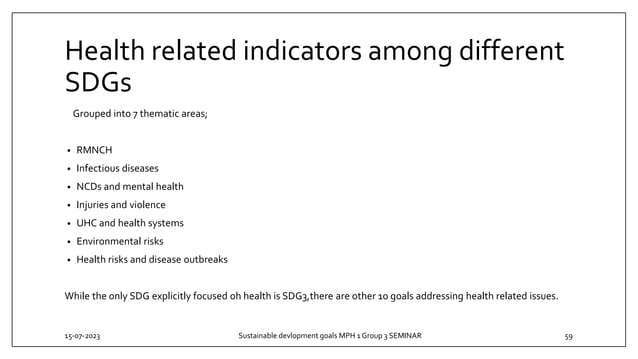 Health related indicators among different
SDGs
Grouped into 7 thematic areas;
• RMNCH
• Infectious diseases
• NCDs and mental health
• Injuries and violence
• UHC and health systems
• Environmental risks
• Health risks and disease outbreaks
While the only SDG explicitly focused oh health is SDG3,there are other 10 goals addressing health related issues.
15-07-2023 Sustainable devlopment goals MPH 1 Group 3 SEMINAR 59